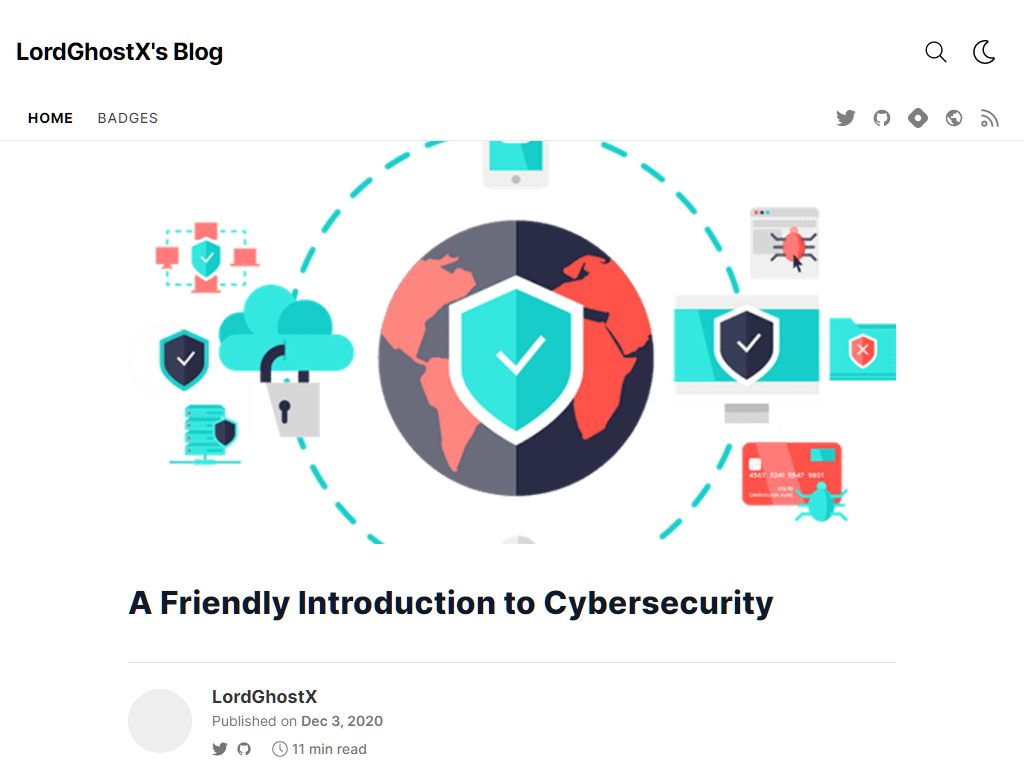 LordGhostX's Blog
HOME BADGES
A Friendly Introduction to Cybersecurity
LordGhostX
Published on Dec 3, 2020
11 min read